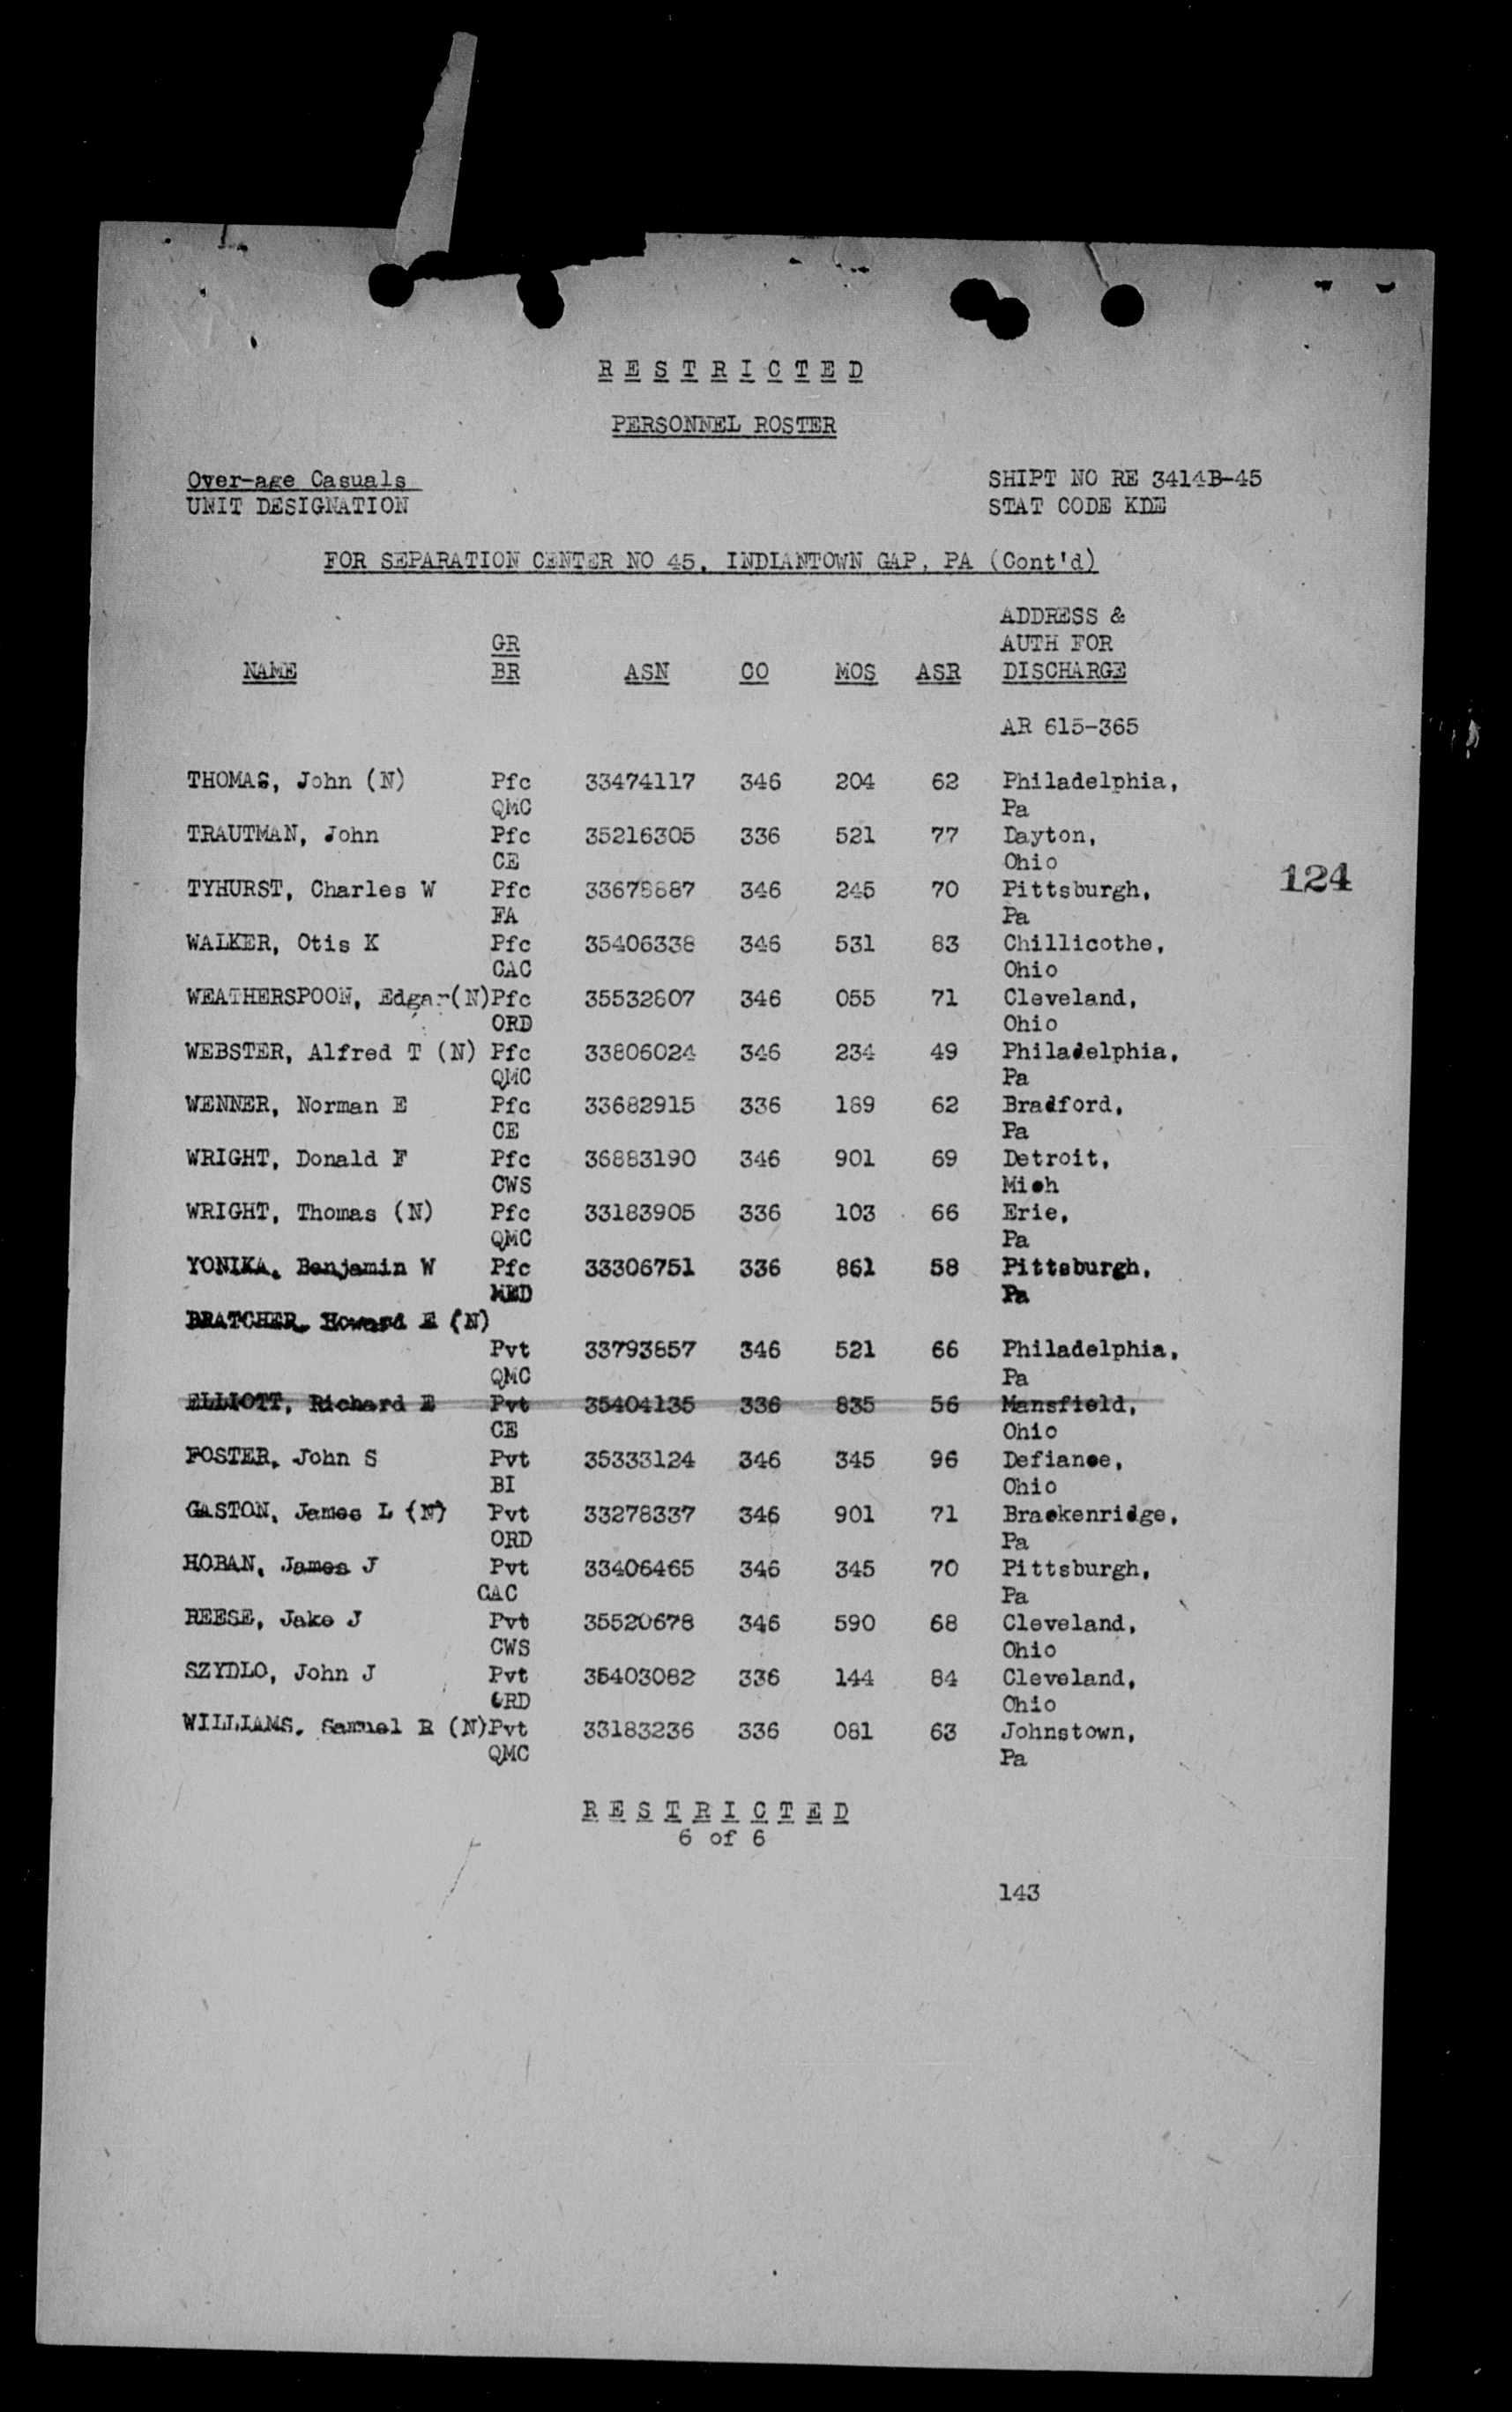 R E S T R I C T E D
PERSONNEL ROSTER
Over-age Casuals SHIPT NO RE 3414B-45
UNIT DESIGNATION STAT CODE KDE
FOR SEPARATION CENTER NO 45, INDIANTOWN GAP, PA (Cont'd)
ADDRESS &
GR AUTH FOR
NAME BR ASN CO MOS ASR DISCHARGE
AR 615-365
THOMAS, John (N) Pfc 33474117 346 204 62 Philadelphia,
QMC Pa
TRAUTMAN, John Pfc 35216305 336 521 77 Dayton,
CE Ohio
124
TYHURST, Charles W Pfc 33678887 346 245 70 Pittsburgh,
FA Pa
WALKER, Otis K Pfc 35406338 346 531 83 Chillicothe,
CAC Ohio
WEATHERSPOON, Edgar(N)Pfc 35532807 346 055 71 Cleveland,
ORD Ohio
WEBSTER, Alfred T (N) Pfc 33806024 346 234 49 Philadelphia,
QMC Pa
WENNER, Norman E Pfc 33682915 336 189 62 Bradford,
CE Pa
WRIGHT, Donald F Pfc 36883190 346 901 69 Detroit,
CWS Mich
WRIGHT, Thomas (N) Pfc 33183905 336 103 66 Erie,
QMC Pa
YONIKA, Benjamin W Pfc 33306751 336 861 58 Pittsburgh,
MED Pa
BRATCHER, Howard E (N)
Pvt 33793857 346 521 66 Philadelphia,
QMC Pa
ELLIOTT, Richard E Pvt 35404135 336 835 56 Mansfield,
CE Ohio
FOSTER, John S Pvt 35333124 346 345 96 Defiance,
BI Ohio
GASTON, James L (N) Pvt 33278337 346 901 71 Brackenridge,
ORD Pa
HOBAN, James J Pvt 33406465 346 345 70 Pittsburgh,
CAC Pa
REESE, Jake J Pvt 35520678 346 590 68 Cleveland,
CWS Ohio
SZYDLO, John J Pvt 35403082 336 144 84 Cleveland,
ORD Ohio
WILLIAMS, Samuel R (N)Pvt 33183236 336 081 63 Johnstown,
QMC Pa
R E S T R I C T E D
6 of 6
143